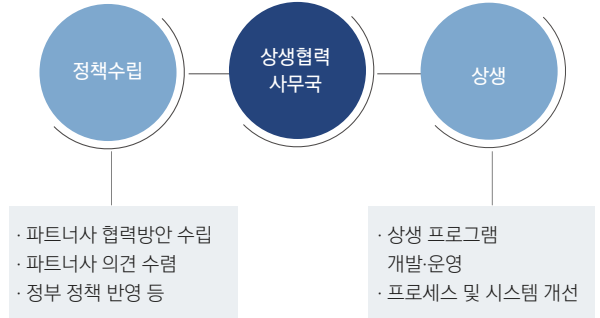 정책수립
상생협력
사무국
상생
· 파트너사 협력방안 수립
· 파트너사 의견 수렴
· 정부 정책 반영 등
· 상생 프로그램
개발·운영
· 프로세스 및 시스템 개선